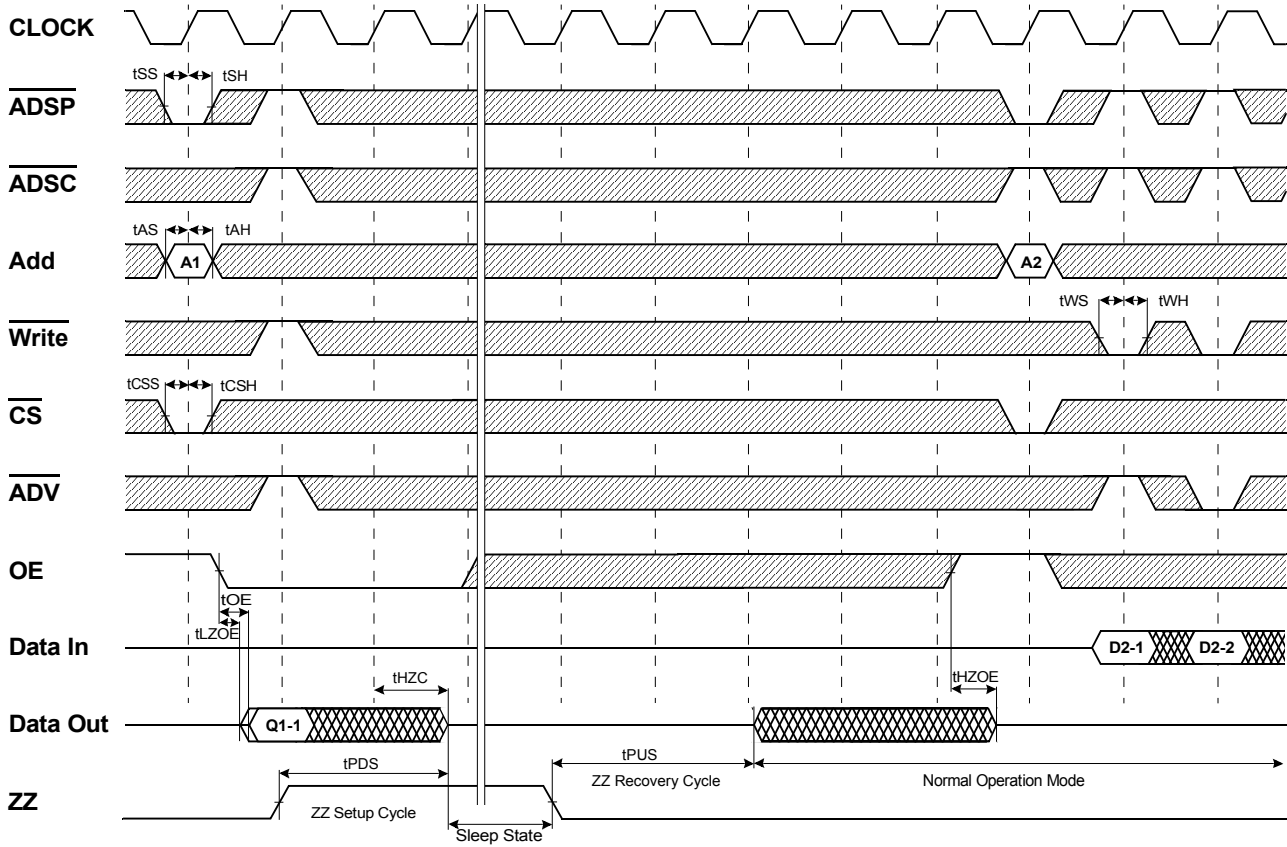 CLOCK
tSS tSH
ADSP
ADSC
tAS tAH
Add A1 A2
tWS tWH
Write
tCSS tCSH
CS
ADV
OE
tOE
tLZOE
Data In D2-1 D2-2
tHZC tHZOE
Data Out Q1-1
tPDS tPUS
ZZ Recovery Cycle Normal Operation Mode
ZZ ZZ Setup Cycle
Sleep State